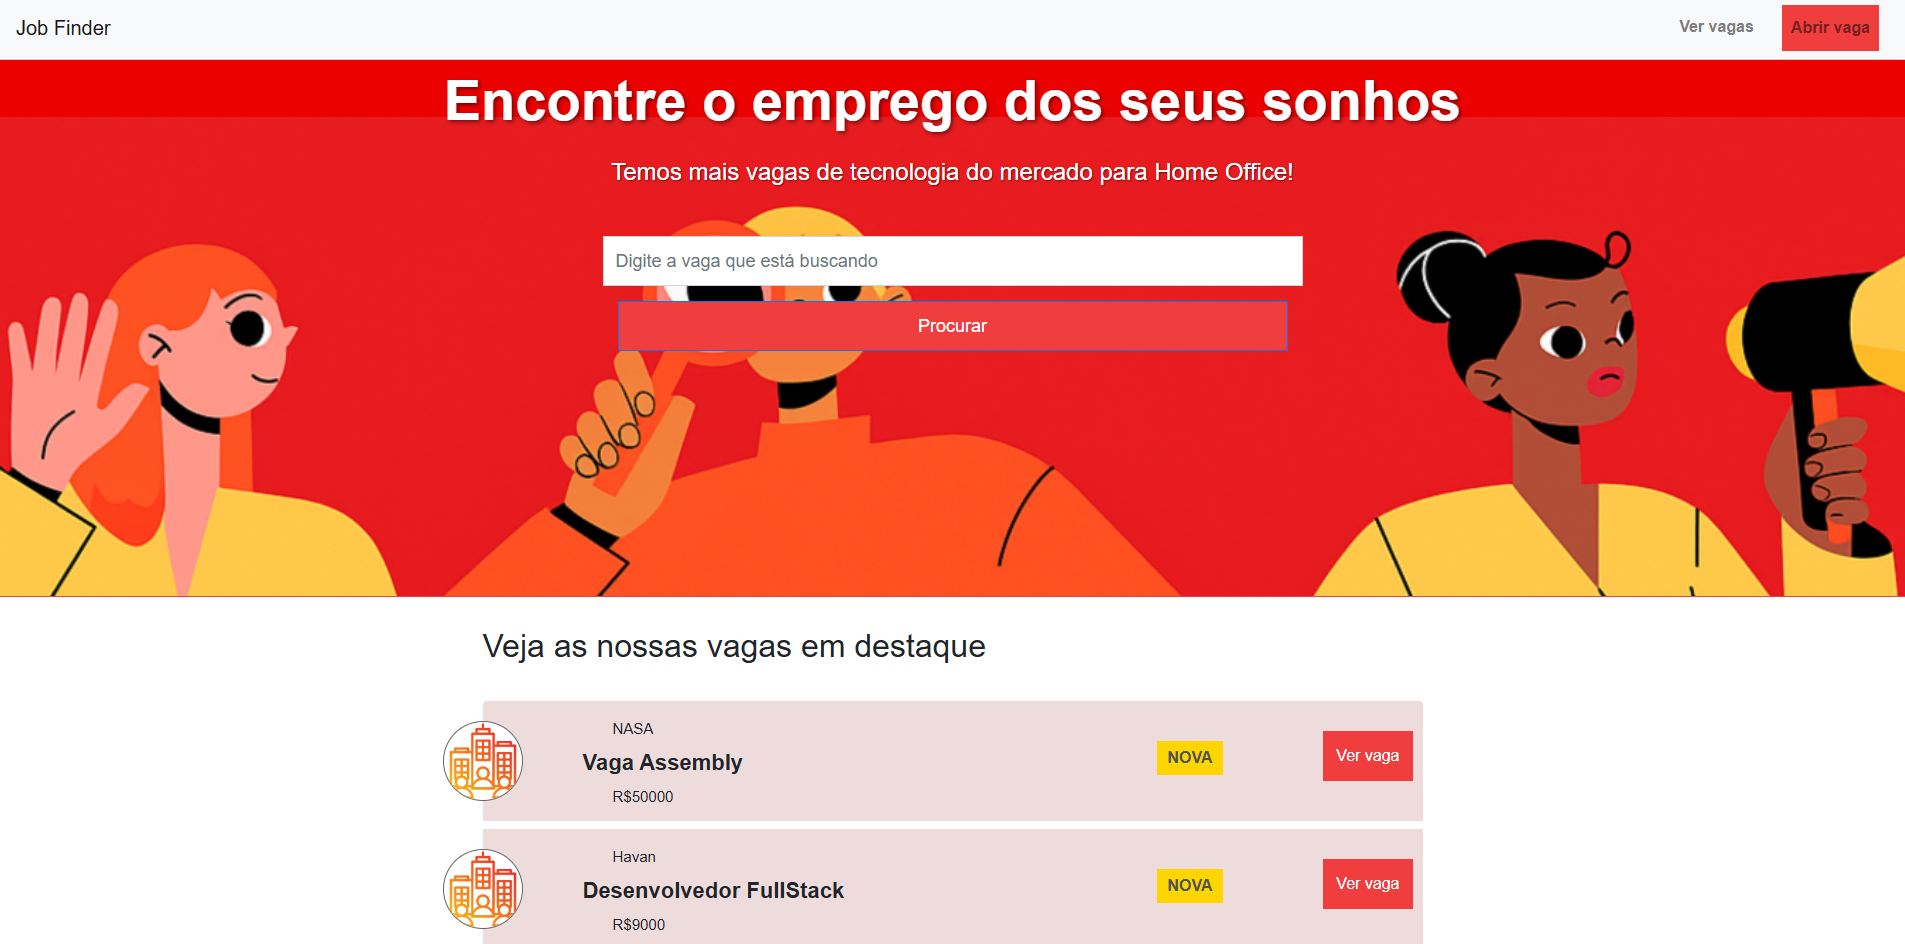 Job Finder
Ver vagas
Abrir vaga
Encontre o emprego dos seus sonhos
Temos mais vagas de tecnologia do mercado para Home Office!
Digite a vaga que está buscando
Procurar
Veja as nossas vagas em destaque
NASA
Vaga Assembly
R$50000
NOVA
Ver vaga
Havan
Desenvolvedor FullStack
R$9000
NOVA
Ver vaga